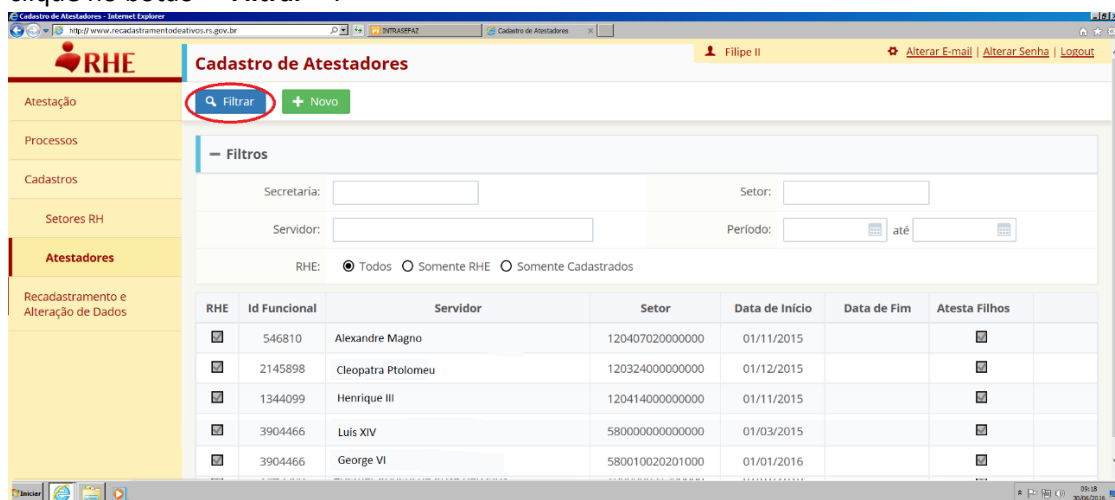 Cadastro de Atestadores - Internet Explorer
http://www.recadastramentodeativos.rs.gov.br
INTRASEFAZ
Cadastro de Atestadores
RHE
Cadastro de Atestadores
Filipe II
Alterar E-mail | Alterar Senha | Logout
Atestação
Processos
Cadastros
Setores RH
Atestadores
Recadastramento e
Alteração de Dados
Filtrar
Novo
Filtros
Secretaria:
Setor:
Servidor:
Período:
até
RHE:
Todos
Somente RHE
Somente Cadastrados
RHE Id Funcional Servidor Setor Data de Início Data de Fim Atesta Filhos
546810 Alexandre Magno 120407020000000 01/11/2015
2145898 Cleopatra Ptolomeu 120324000000000 01/12/2015
1344099 Henrique III 120414000000000 01/11/2015
3904466 Luis XIV 580000000000000 01/03/2015
3904466 George VI 580010020201000 01/01/2016
Iniciar
09:18